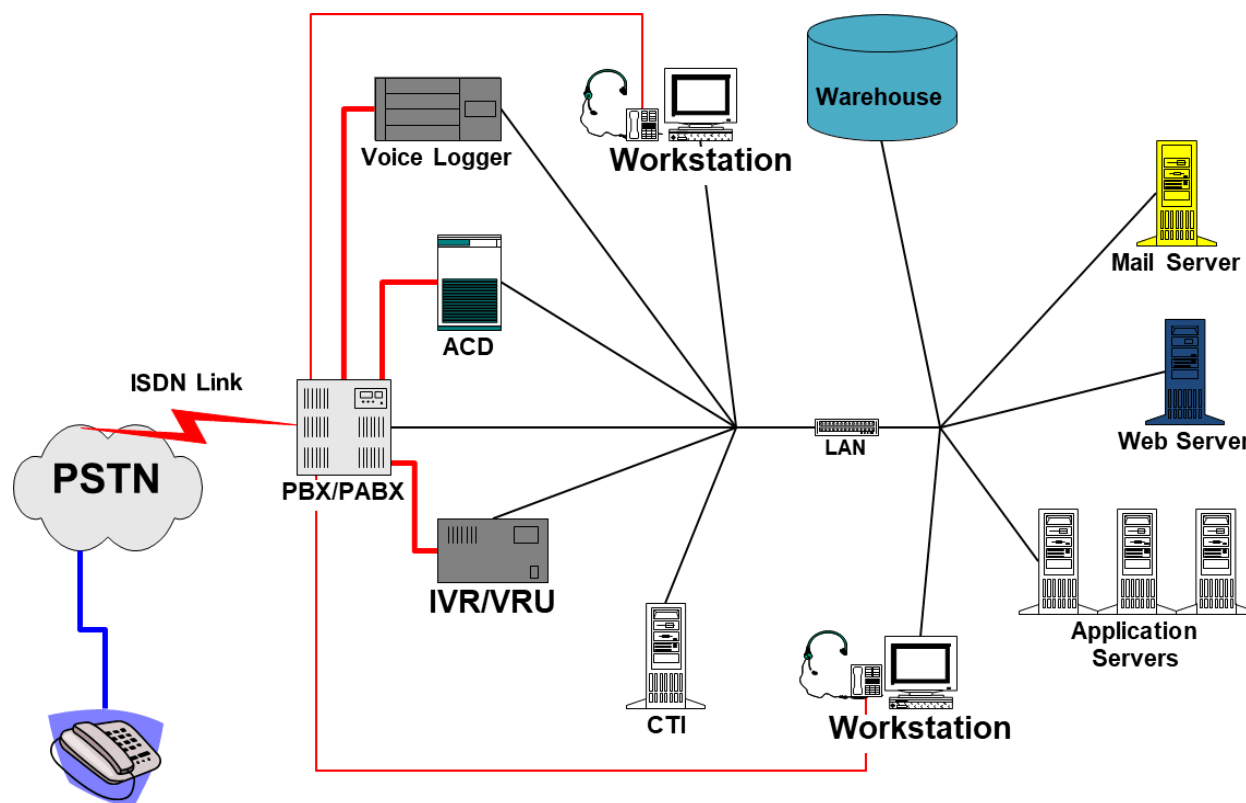 Warehouse
Voice Logger
Workstation
Mail Server
ACD
ISDN Link
Web Server
LAN
PSTN
PBX/PABX
IVR/VRU
Application
Servers
CTI
Workstation